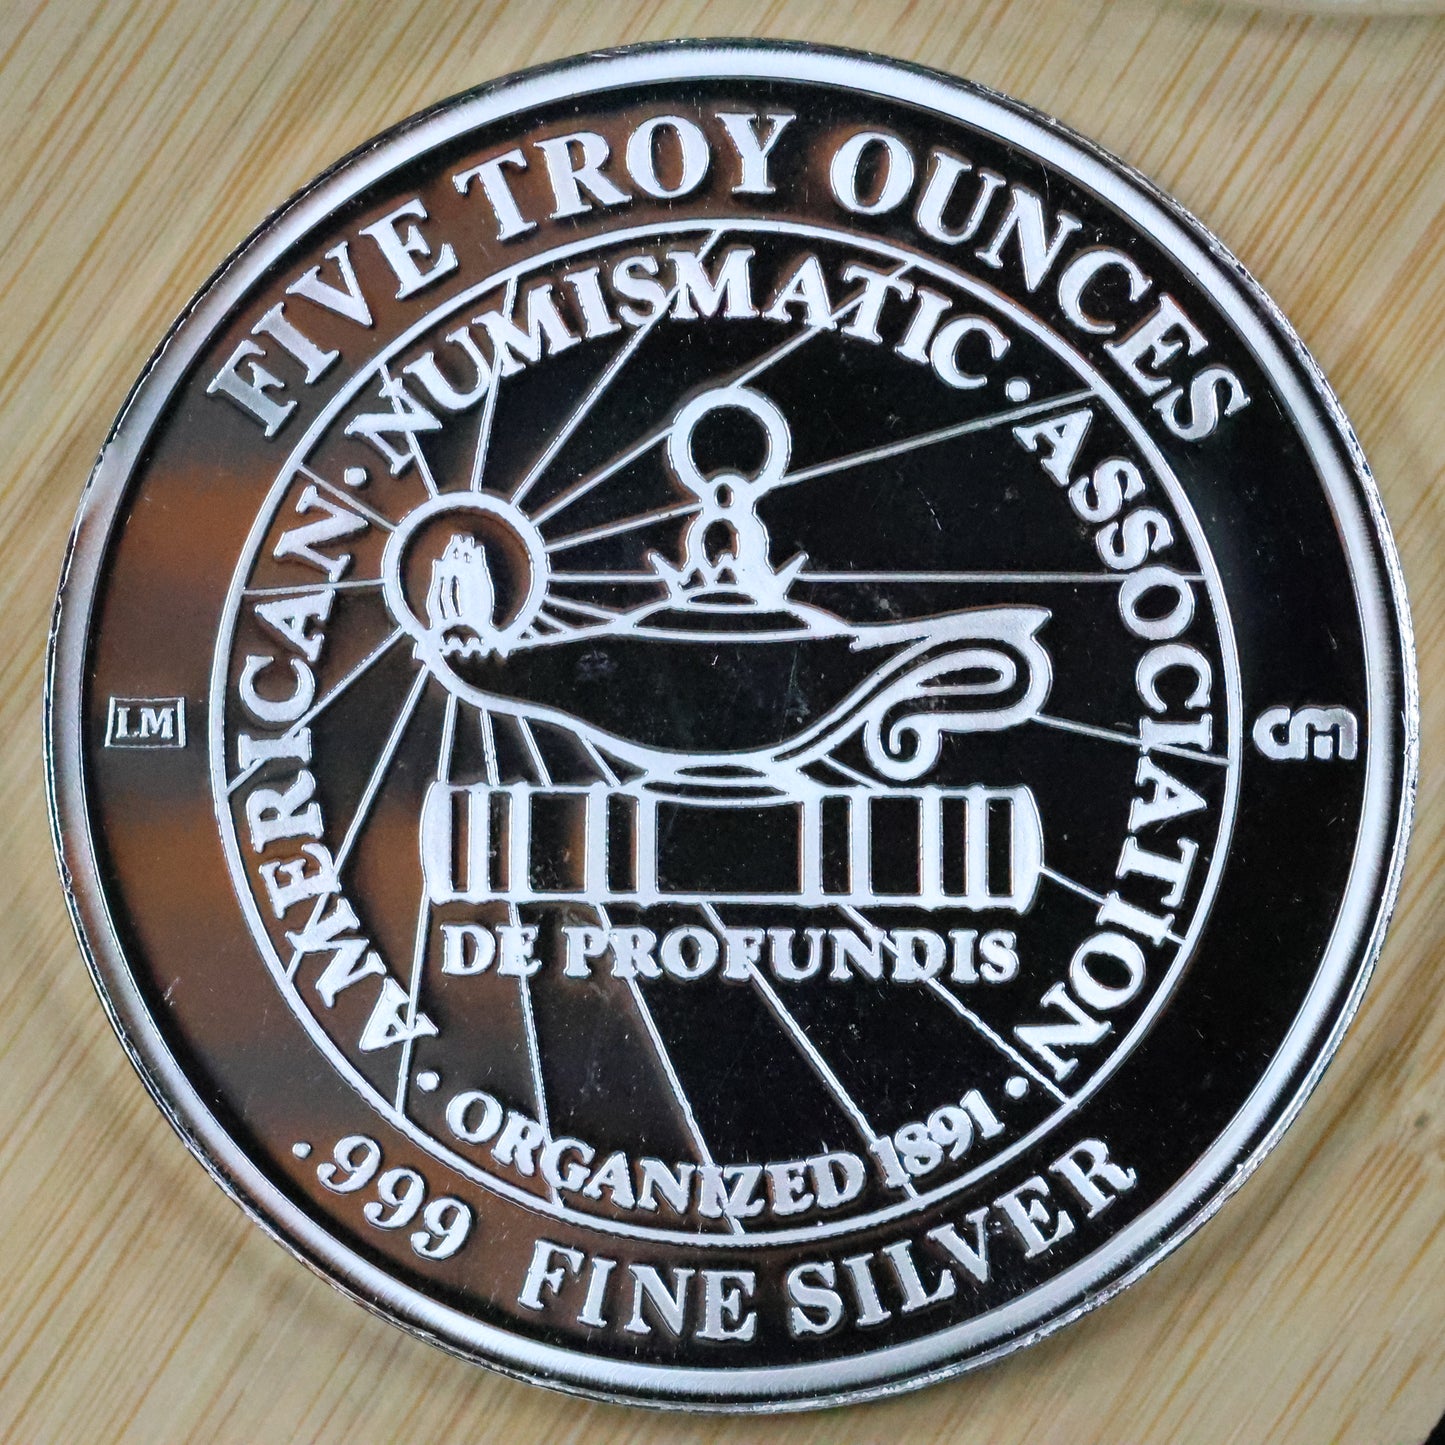 FIVE TROY OUNCES
AMERICAN · NUMISMATIC · ASSOCIATION
LM
DE PROFUNDIS
· ORGANIZED 1891 ·
.999 FINE SILVER